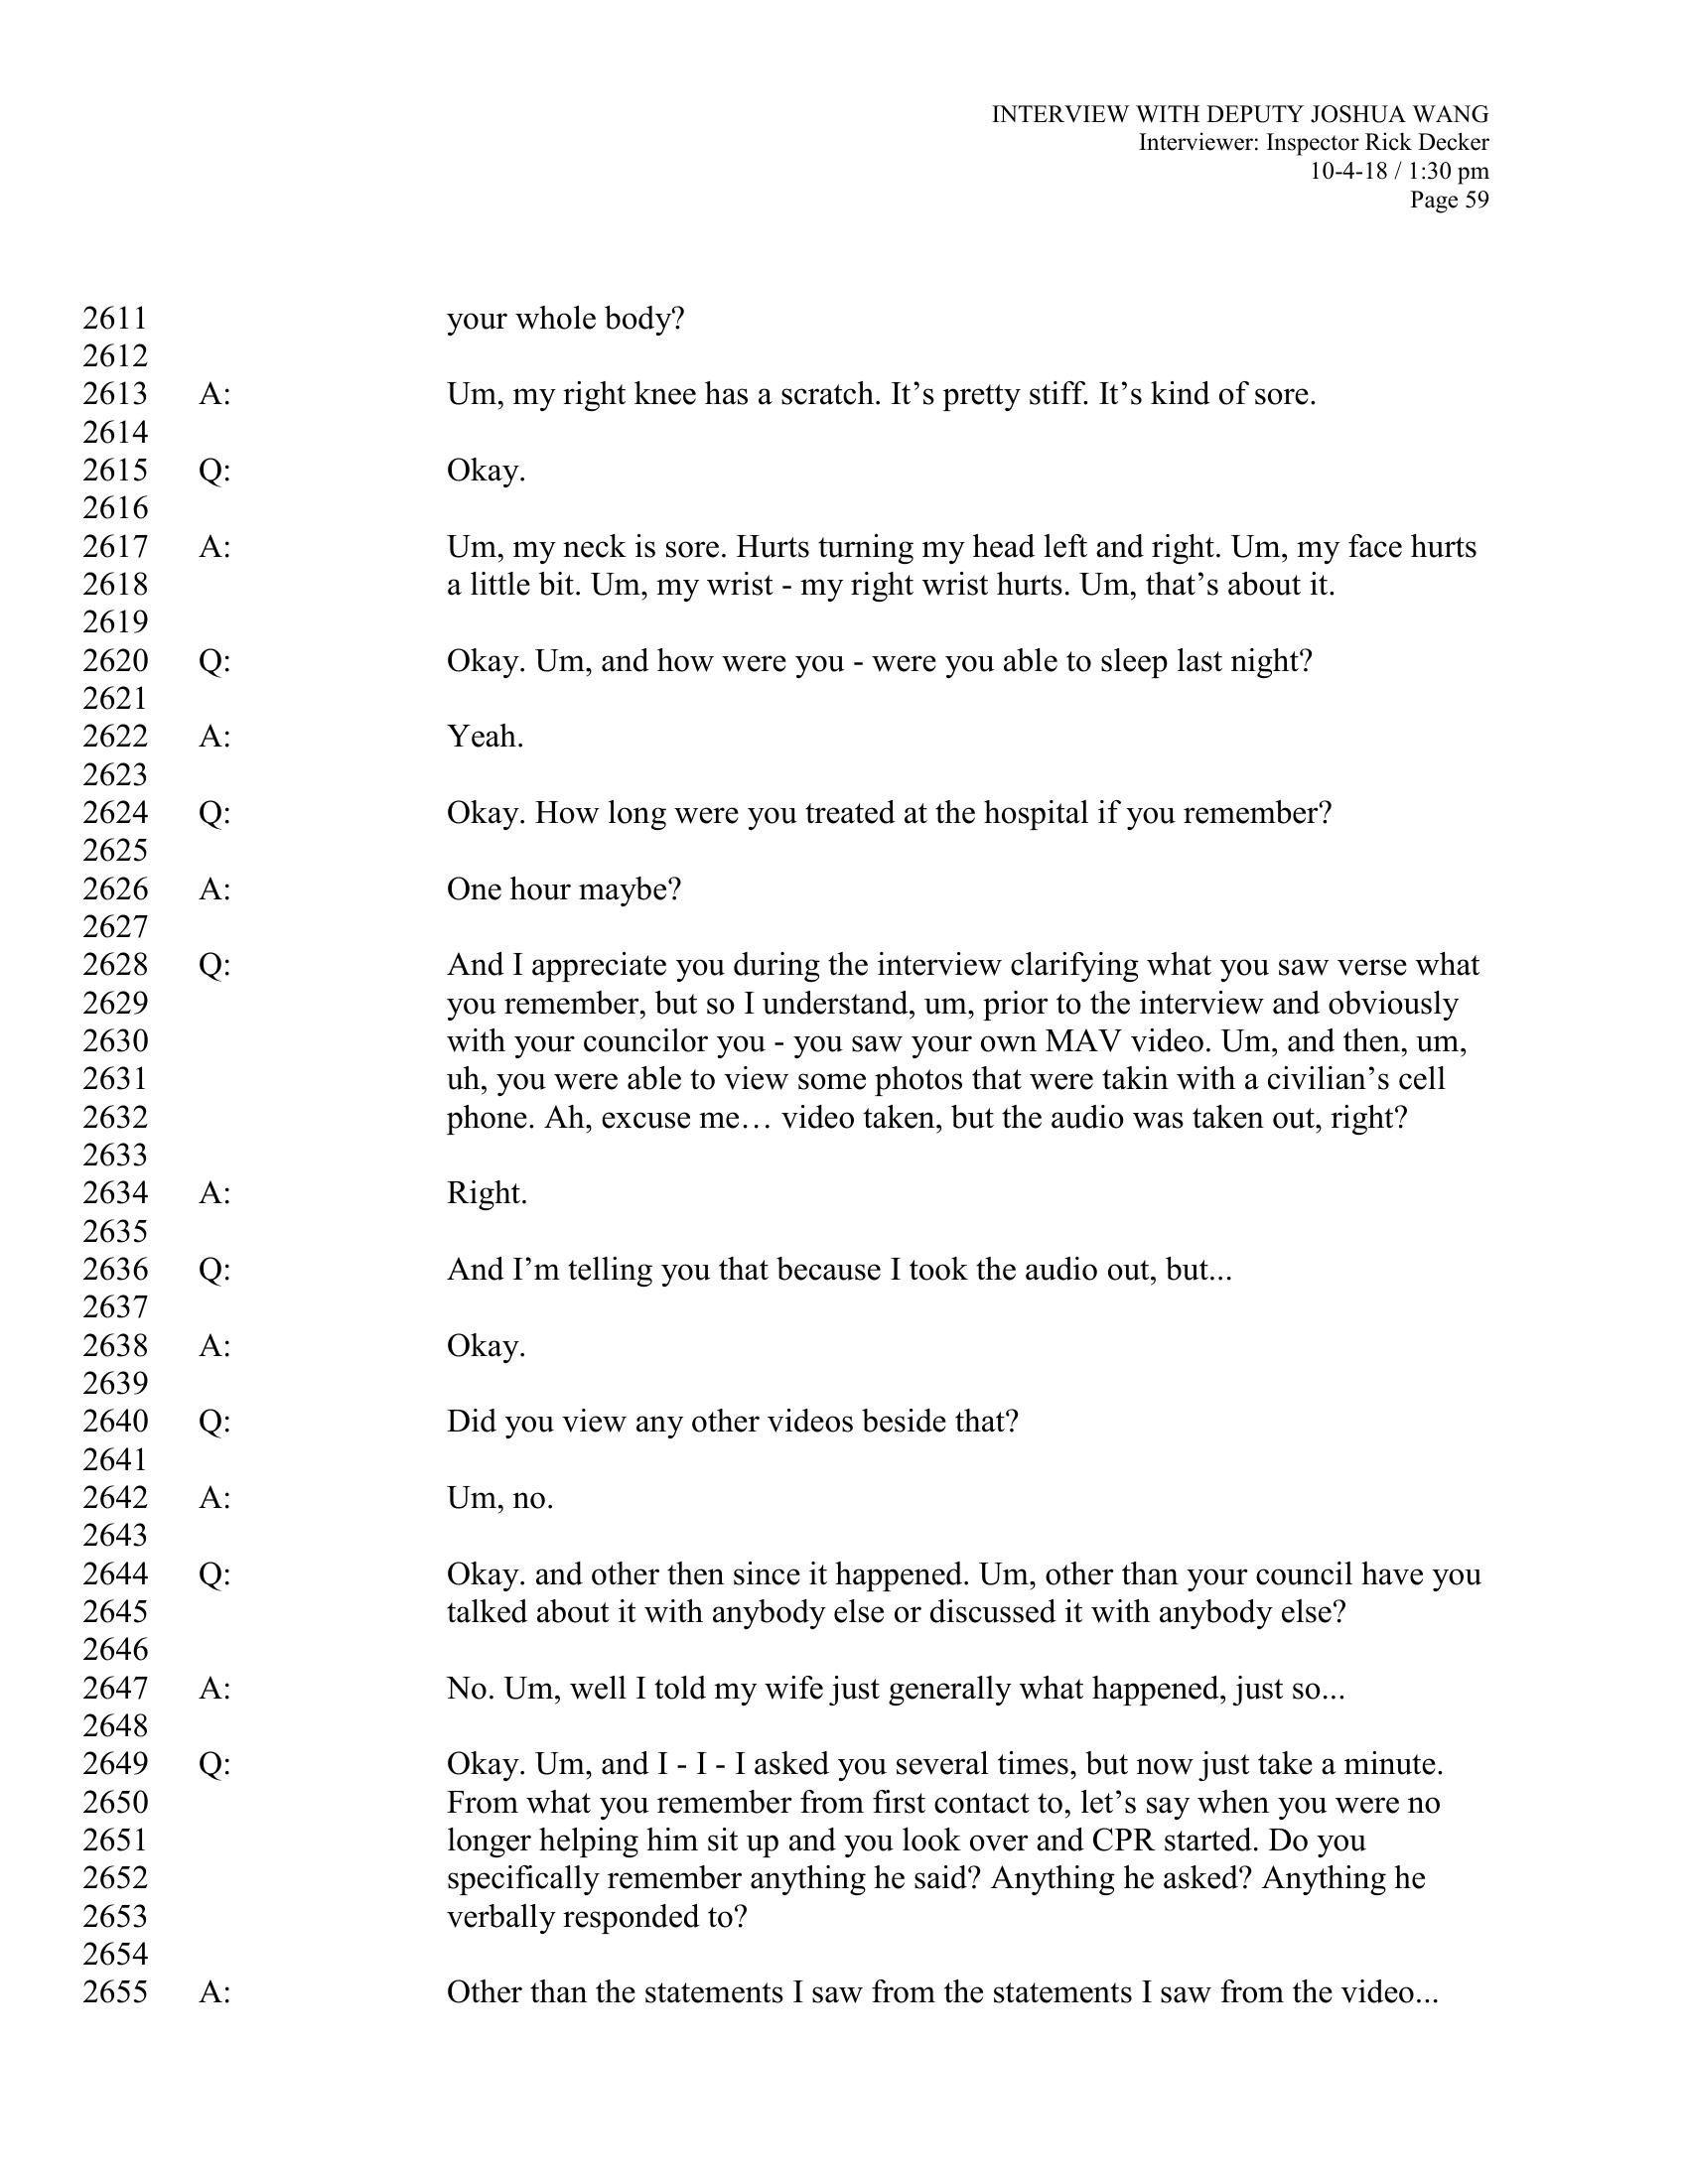 INTERVIEW WITH DEPUTY JOSHUA WANG
Interviewer: Inspector Rick Decker
10-4-18 / 1:30 pm
Page 59
2611 your whole body?
2612
2613 A: Um, my right knee has a scratch. It’s pretty stiff. It’s kind of sore.
2614
2615 Q: Okay.
2616
2617 A: Um, my neck is sore. Hurts turning my head left and right. Um, my face hurts
2618 a little bit. Um, my wrist - my right wrist hurts. Um, that’s about it.
2619
2620 Q: Okay. Um, and how were you - were you able to sleep last night?
2621
2622 A: Yeah.
2623
2624 Q: Okay. How long were you treated at the hospital if you remember?
2625
2626 A: One hour maybe?
2627
2628 Q: And I appreciate you during the interview clarifying what you saw verse what
2629 you remember, but so I understand, um, prior to the interview and obviously
2630 with your councilor you - you saw your own MAV video. Um, and then, um,
2631 uh, you were able to view some photos that were takin with a civilian’s cell
2632 phone. Ah, excuse me… video taken, but the audio was taken out, right?
2633
2634 A: Right.
2635
2636 Q: And I’m telling you that because I took the audio out, but...
2637
2638 A: Okay.
2639
2640 Q: Did you view any other videos beside that?
2641
2642 A: Um, no.
2643
2644 Q: Okay. and other then since it happened. Um, other than your council have you
2645 talked about it with anybody else or discussed it with anybody else?
2646
2647 A: No. Um, well I told my wife just generally what happened, just so...
2648
2649 Q: Okay. Um, and I - I - I asked you several times, but now just take a minute.
2650 From what you remember from first contact to, let’s say when you were no
2651 longer helping him sit up and you look over and CPR started. Do you
2652 specifically remember anything he said? Anything he asked? Anything he
2653 verbally responded to?
2654
2655 A: Other than the statements I saw from the statements I saw from the video...